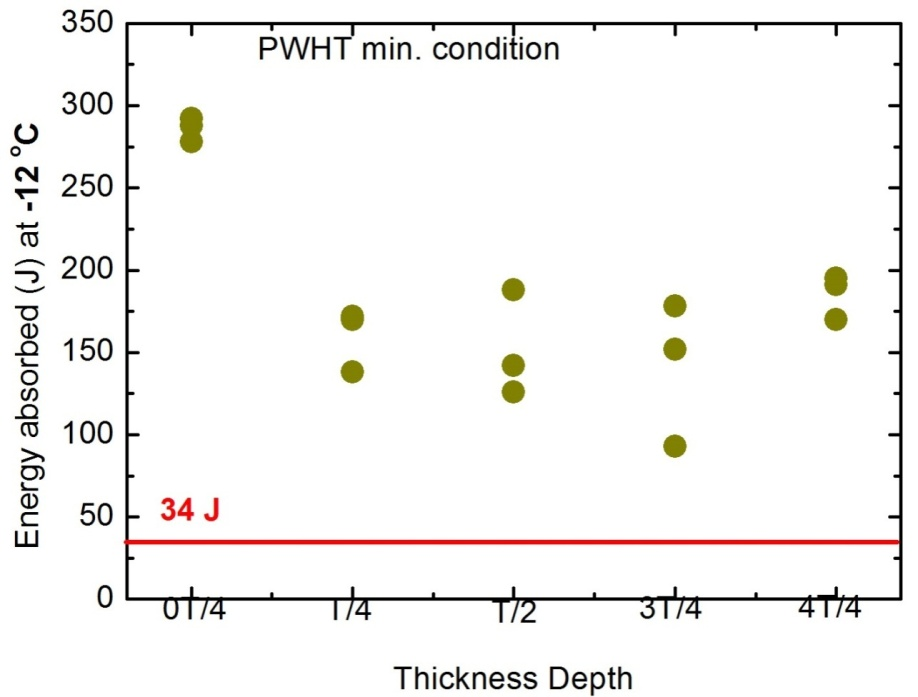 350
PWHT min. condition
300
250
200
150
100
50
0
Energy absorbed (J) at -12 °C
34 J
0T/4 T/4 T/2 3T/4 4T/4
Thickness Depth